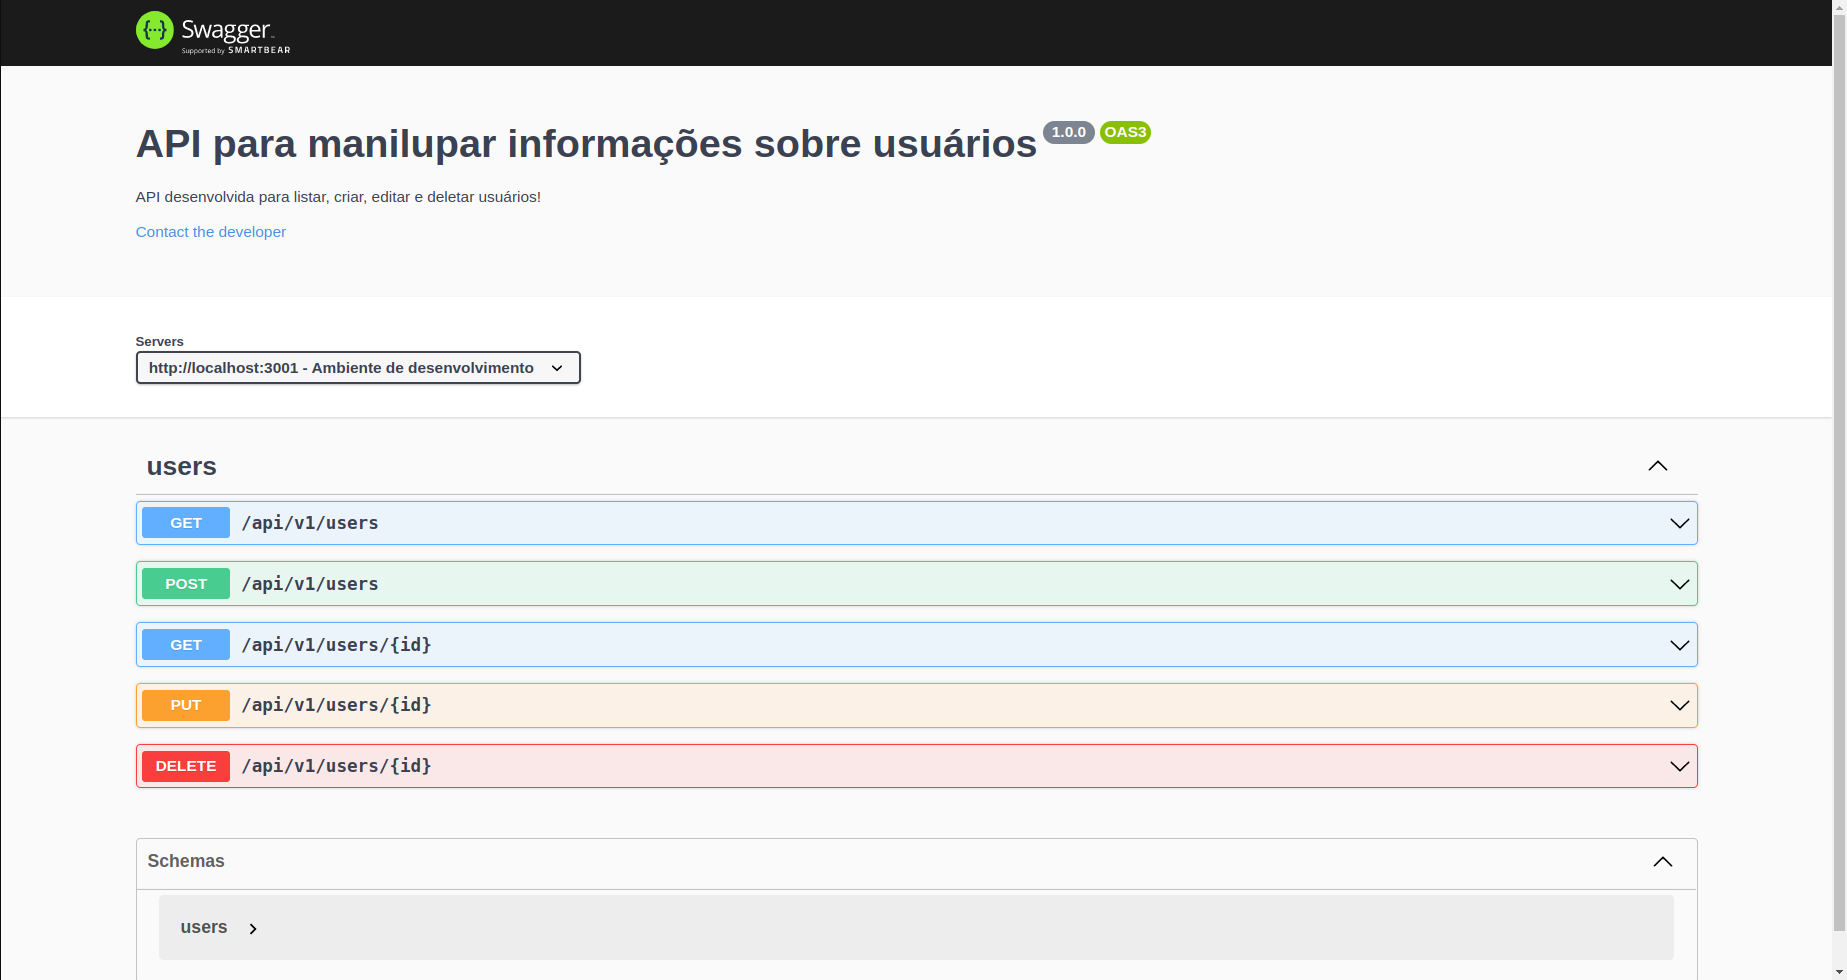 Swagger
Supported by SMARTBEAR
API para manilupar informações sobre usuários 1.0.0 OAS3
API desenvolvida para listar, criar, editar e deletar usuários!
Contact the developer
Servers
http://localhost:3001 - Ambiente de desenvolvimento
users
GET /api/v1/users
POST /api/v1/users
GET /api/v1/users/{id}
PUT /api/v1/users/{id}
DELETE /api/v1/users/{id}
Schemas
users